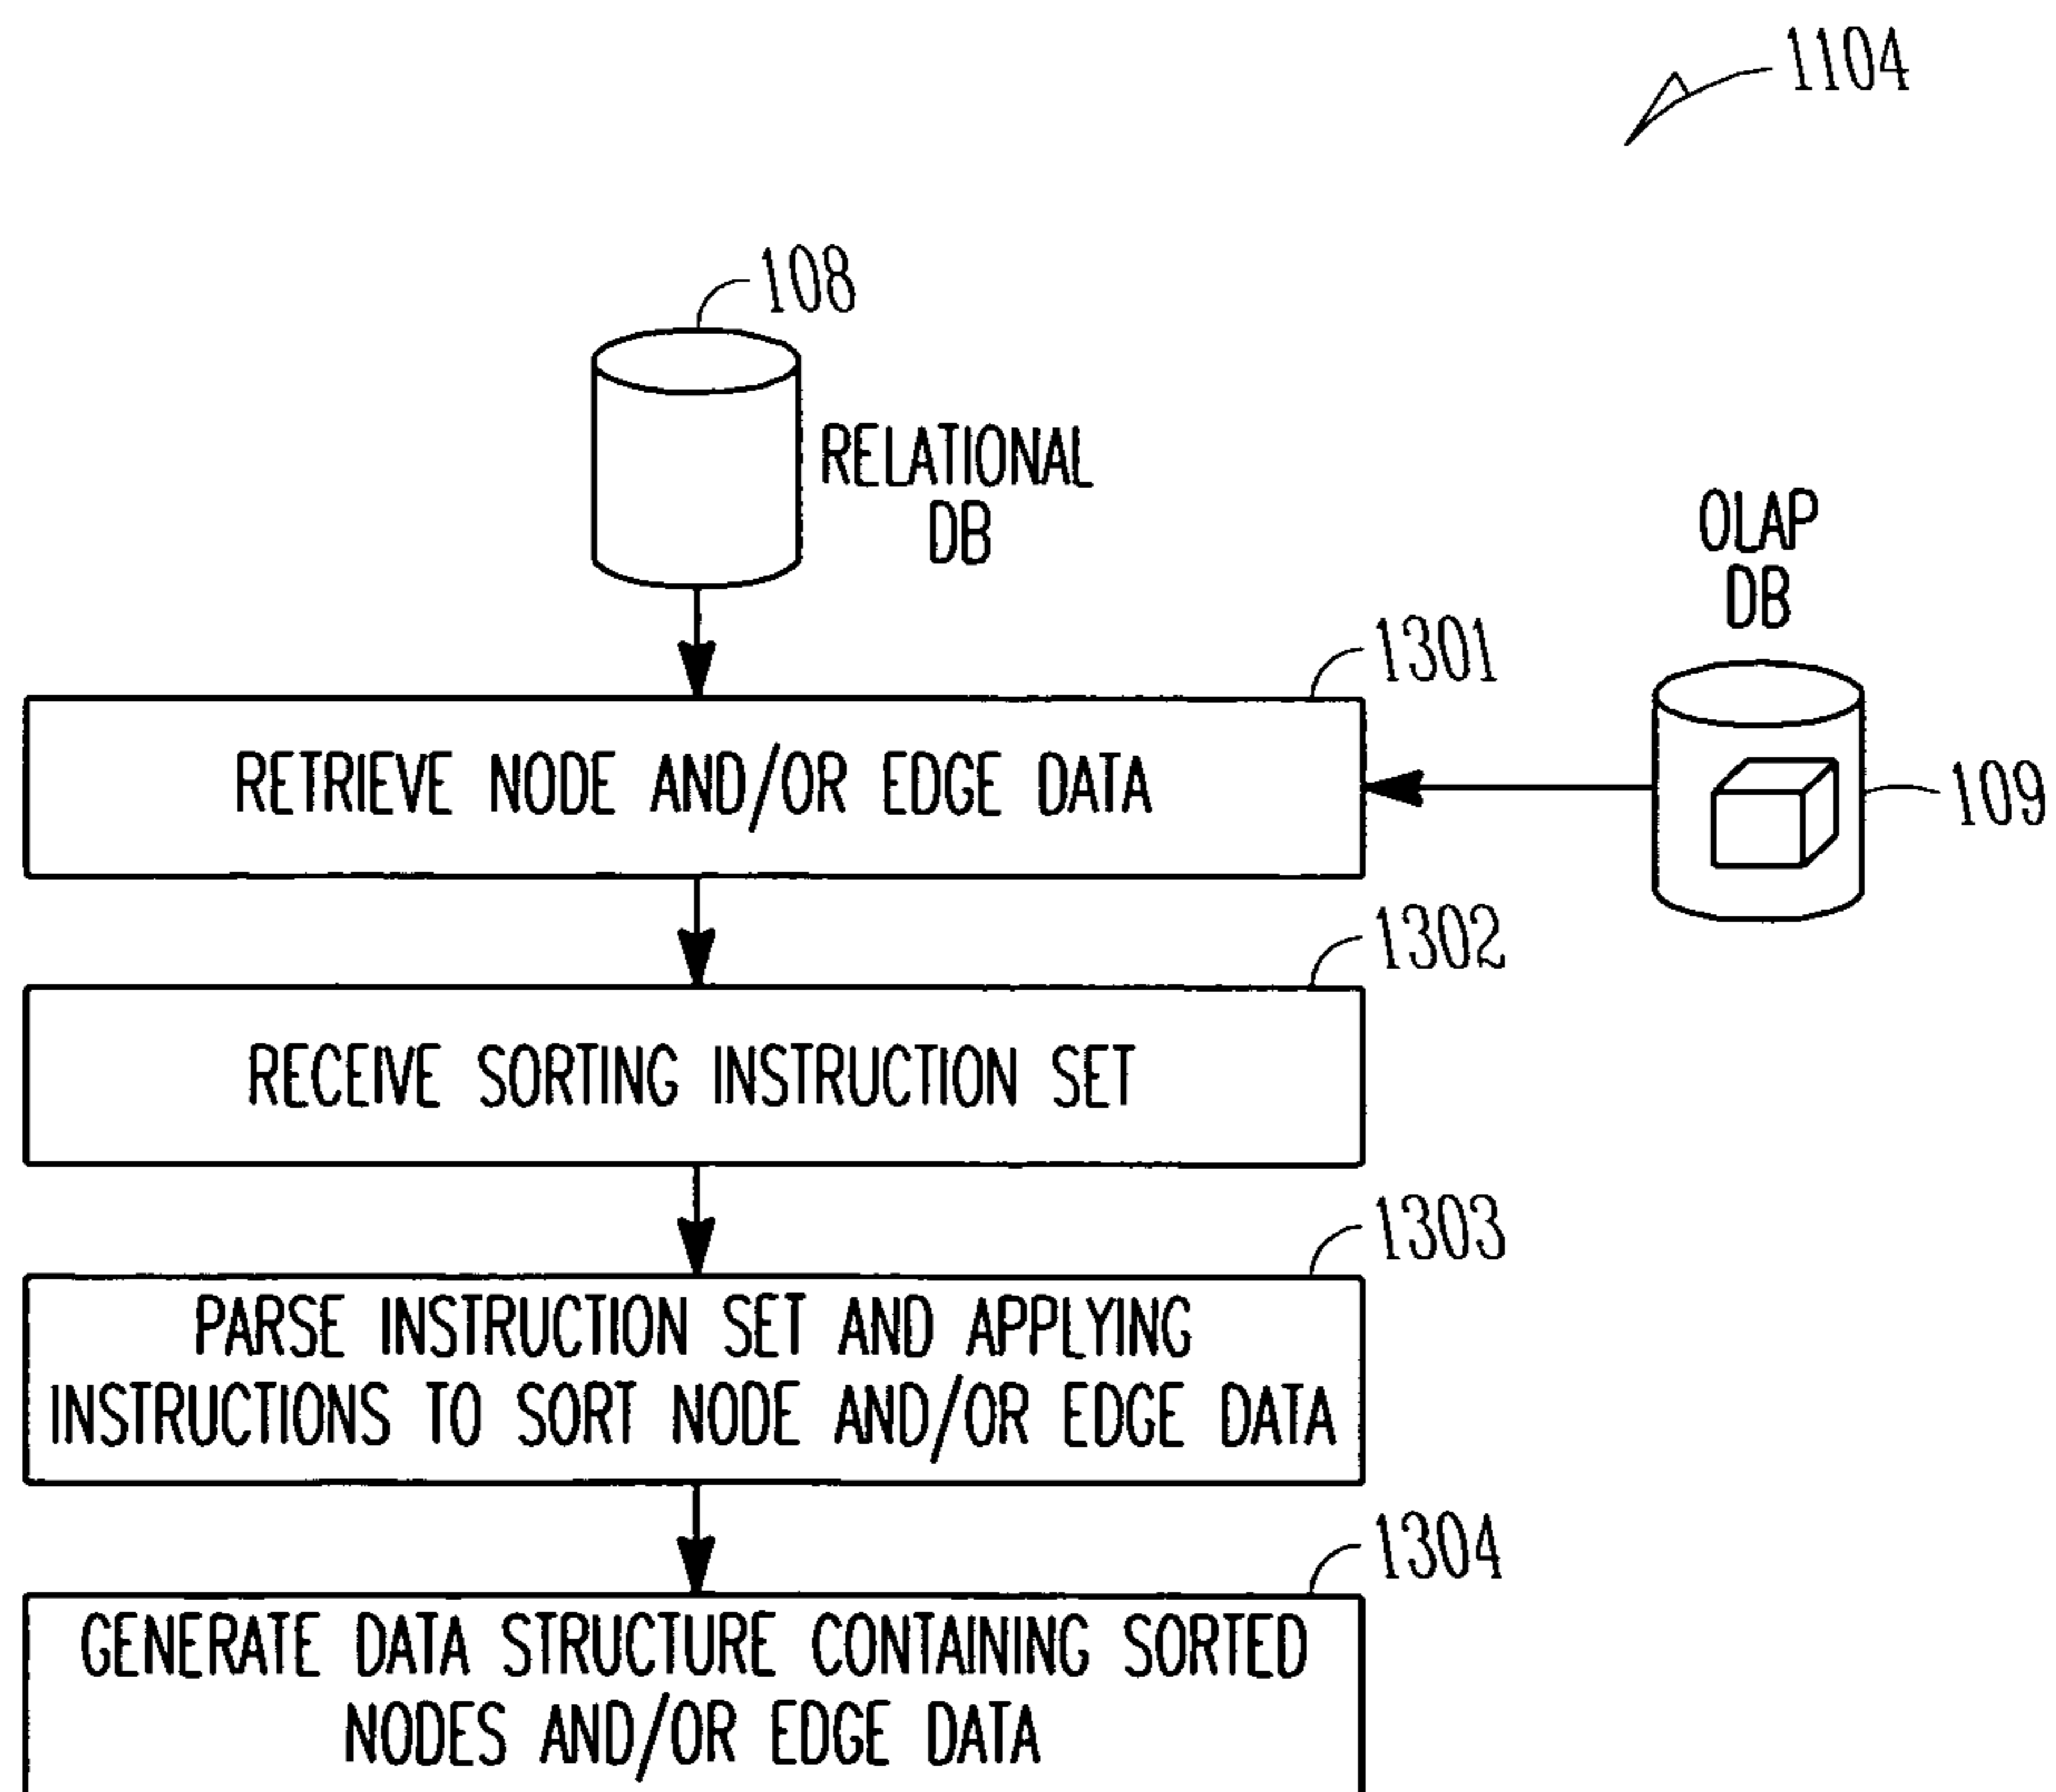 1104
108
RELATIONAL
DB
OLAP
DB
1301
RETRIEVE NODE AND/OR EDGE DATA
109
1302
RECEIVE SORTING INSTRUCTION SET
1303
PARSE INSTRUCTION SET AND APPLYING
INSTRUCTIONS TO SORT NODE AND/OR EDGE DATA
1304
GENERATE DATA STRUCTURE CONTAINING SORTED
NODES AND/OR EDGE DATA